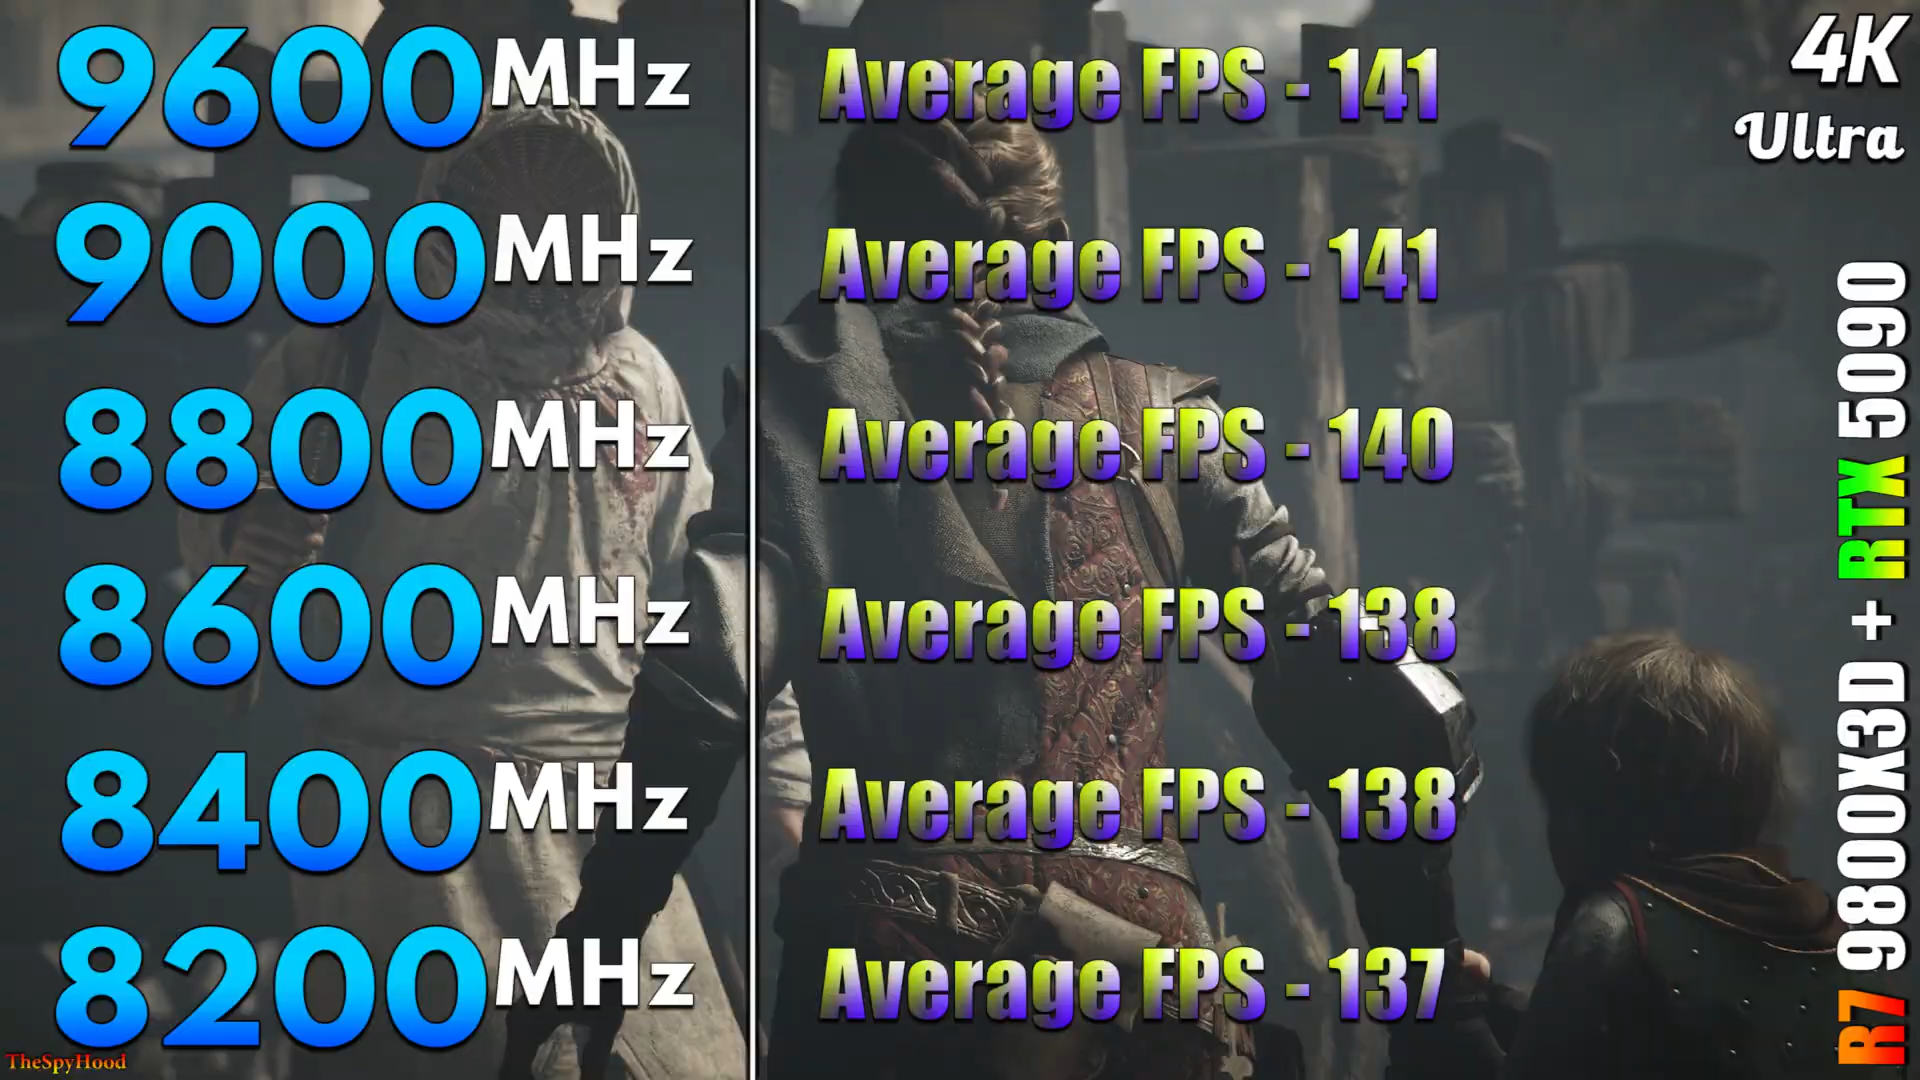 9600MHz Average FPS - 141
9000MHz Average FPS - 141
8800MHz Average FPS - 140
8600MHz Average FPS - 138
8400MHz Average FPS - 138
8200MHz Average FPS - 137
4K
Ultra
R7 9800X3D + RTX 5090
TheSpyHood